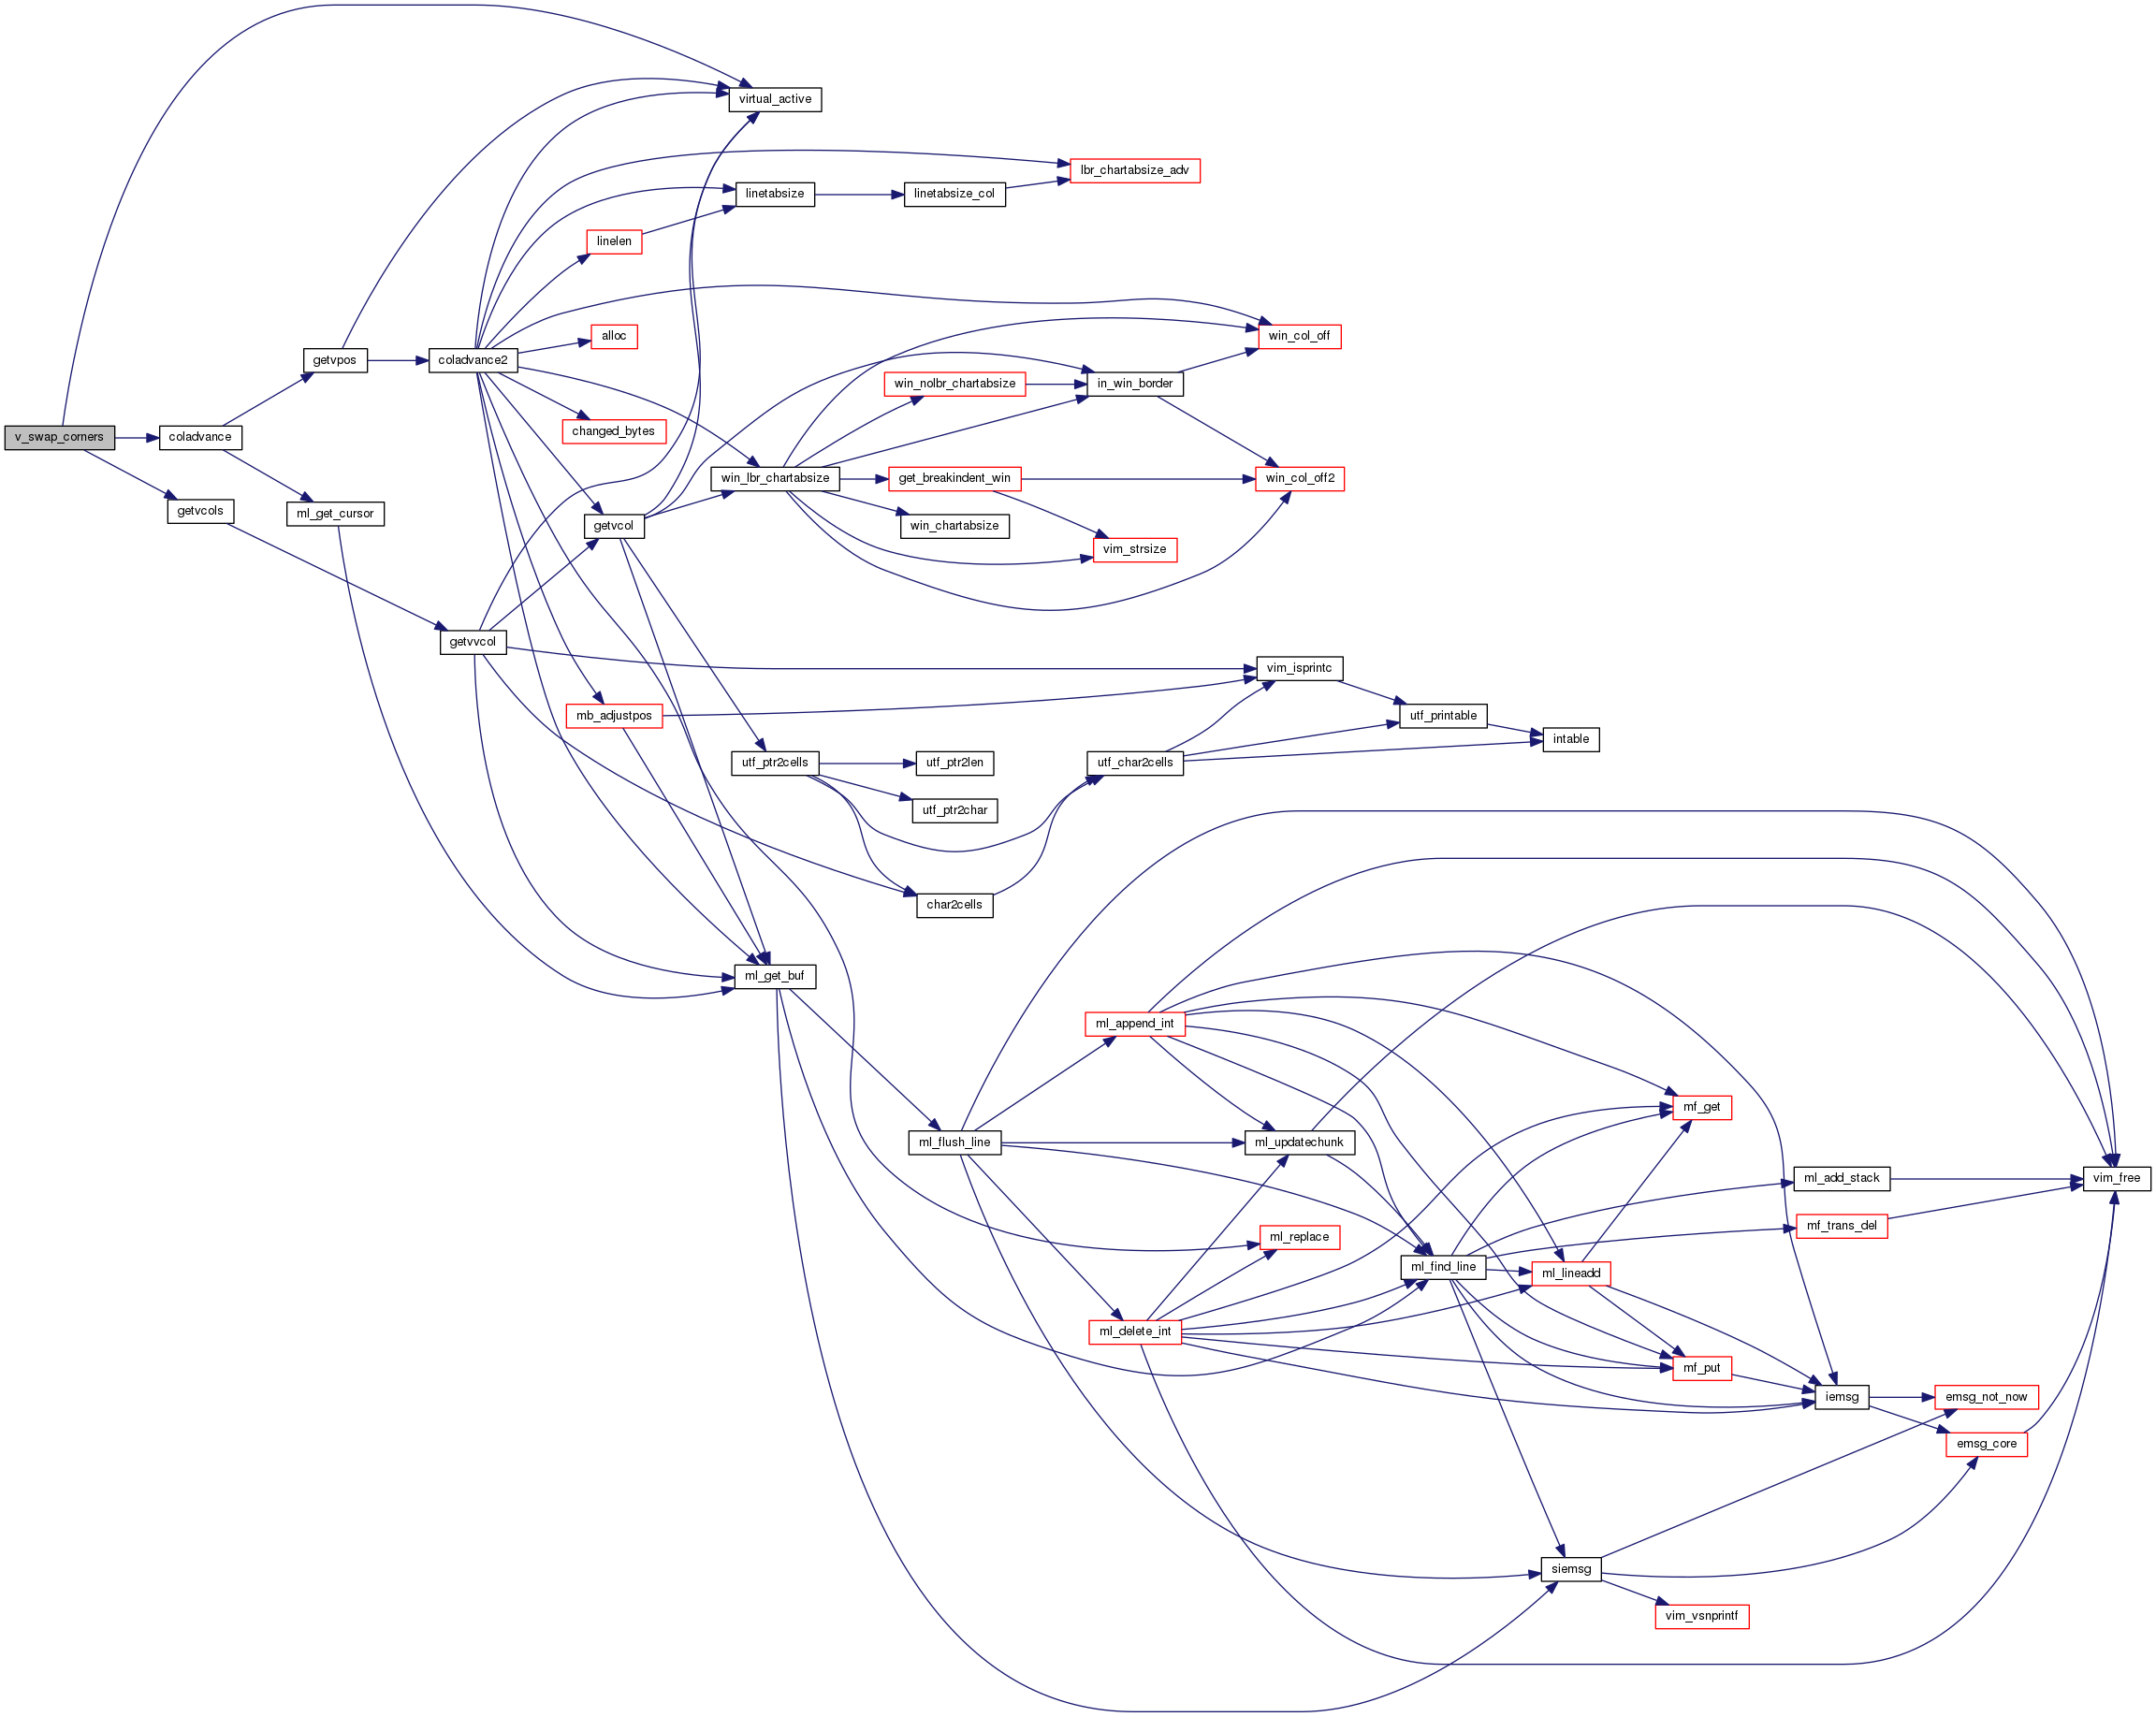 virtual_active
lbr_chartabsize_adv
linetabsize
linetabsize_col
linelen
alloc
win_col_off
getvpos
coladvance2
win_nolbr_chartabsize
in_win_border
changed_bytes
v_swap_corners
coladvance
win_lbr_chartabsize
get_breakindent_win
win_col_off2
getvcols
ml_get_cursor
getvcol
win_chartabsize
vim_strsize
getvvcol
vim_isprintc
mb_adjustpos
utf_printable
intable
utf_ptr2cells
utf_ptr2len
utf_char2cells
utf_ptr2char
char2cells
ml_get_buf
ml_append_int
mf_get
ml_flush_line
ml_updatechunk
ml_add_stack
vim_free
mf_trans_del
ml_replace
ml_find_line
ml_lineadd
ml_delete_int
mf_put
iemsg
emsg_not_now
emsg_core
siemsg
vim_vsnprintf